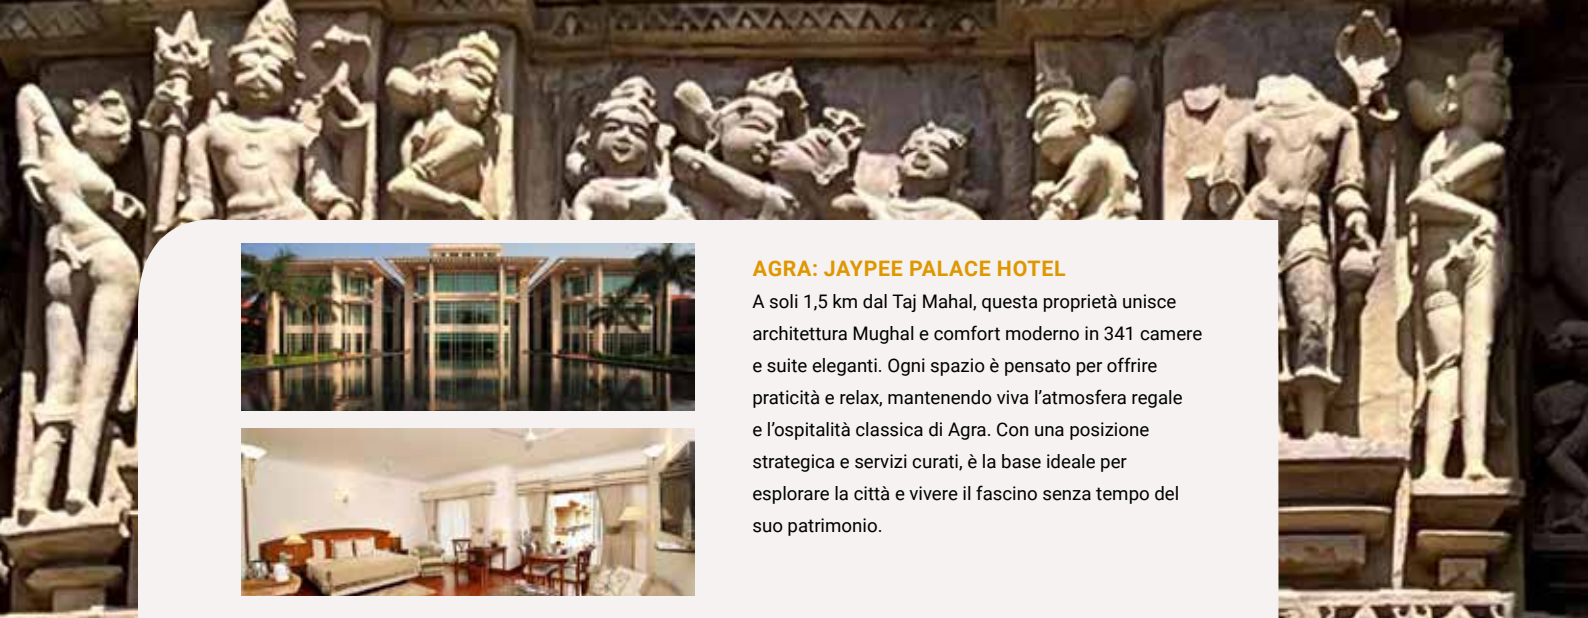 AGRA: JAYPEE PALACE HOTEL
A soli 1,5 km dal Taj Mahal, questa proprietà unisce
architettura Mughal e comfort moderno in 341 camere
e suite eleganti. Ogni spazio è pensato per offrire
praticità e relax, mantenendo viva l’atmosfera regale
e l’ospitalità classica di Agra. Con una posizione
strategica e servizi curati, è la base ideale per
esplorare la città e vivere il fascino senza tempo del
suo patrimonio.